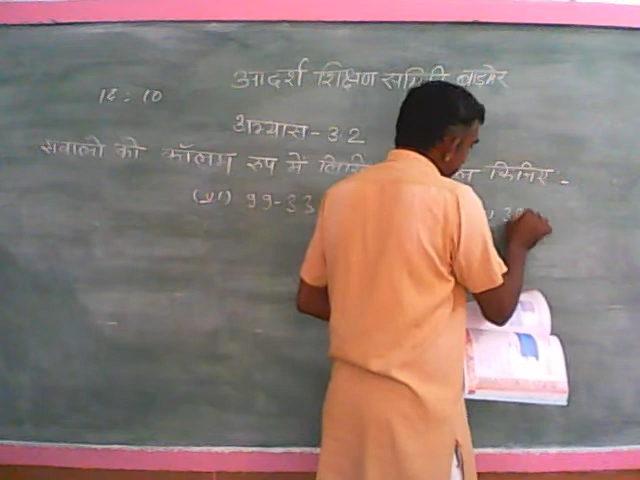 आदर्श शिक्षण समिति बाड़मेर
16:10
अभ्यास-3.2
सवालो को कॉलम रूप में किजिए:-
99-33